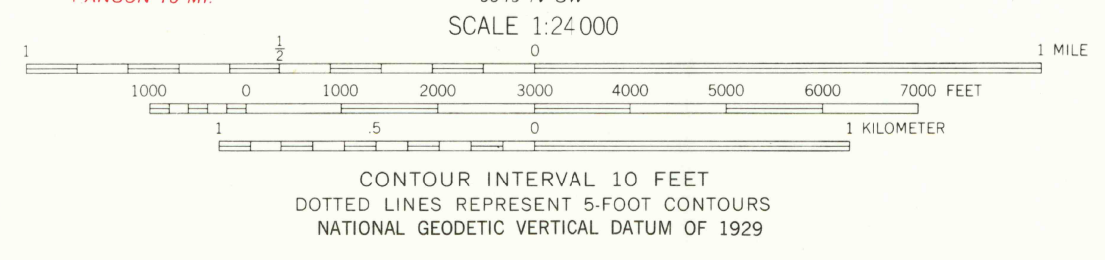 SCALE 1:24 000
1 1/2 0 1 MILE
1000 0 1000 2000 3000 4000 5000 6000 7000 FEET
1 .5 0 1 KILOMETER
CONTOUR INTERVAL 10 FEET
DOTTED LINES REPRESENT 5-FOOT CONTOURS
NATIONAL GEODETIC VERTICAL DATUM OF 1929